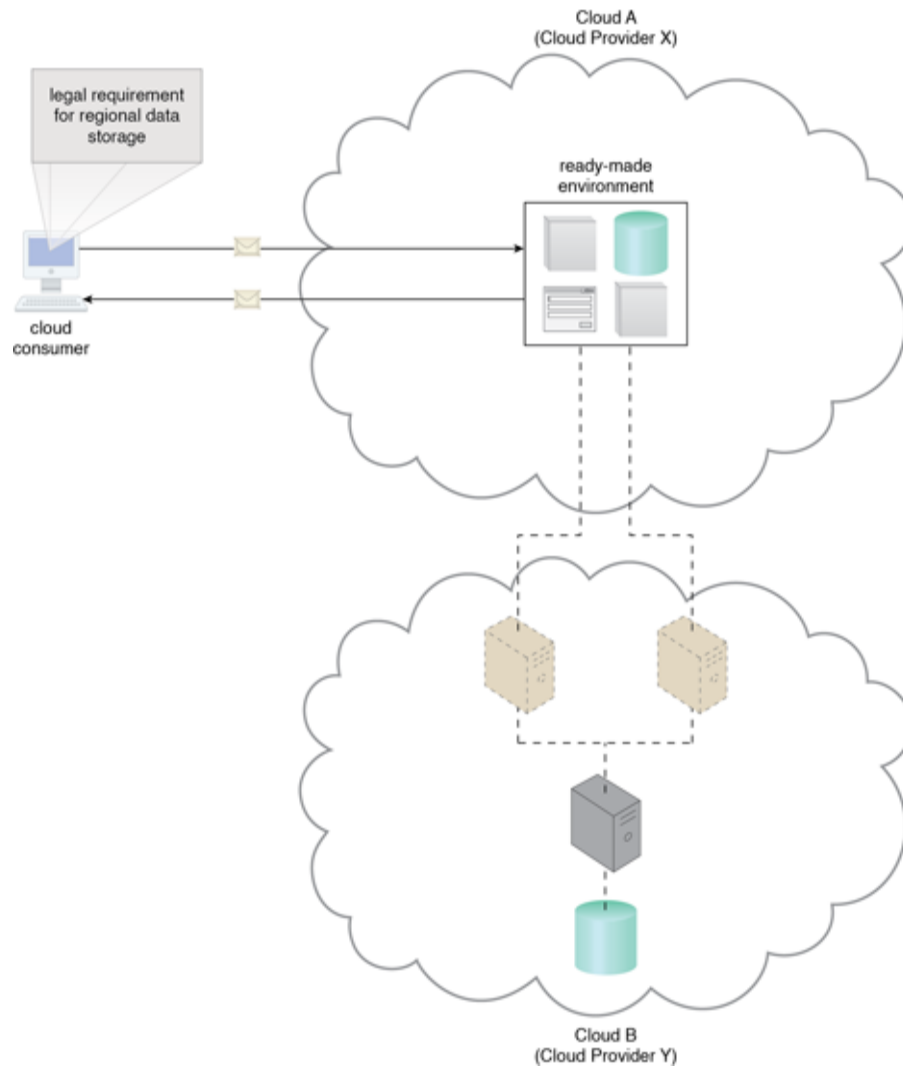 Cloud A
(Cloud Provider X)
legal requirement
for regional data
storage
ready-made
environment
cloud
consumer
Cloud B
(Cloud Provider Y)